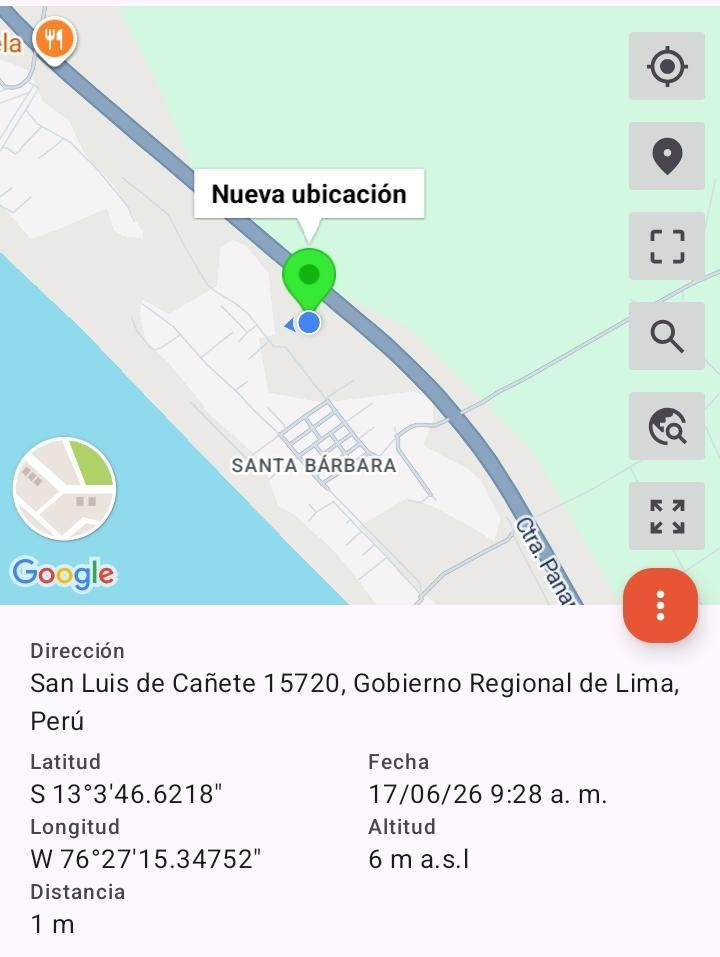 ela
Nueva ubicación
SANTA BÁRBARA
Ctra. Pana
Google
Dirección
San Luis de Cañete 15720, Gobierno Regional de Lima,
Perú
Latitud
S 13°3'46.6218"
Fecha
17/06/26 9:28 a. m.
Longitud
W 76°27'15.34752"
Altitud
6 m a.s.l
Distancia
1 m